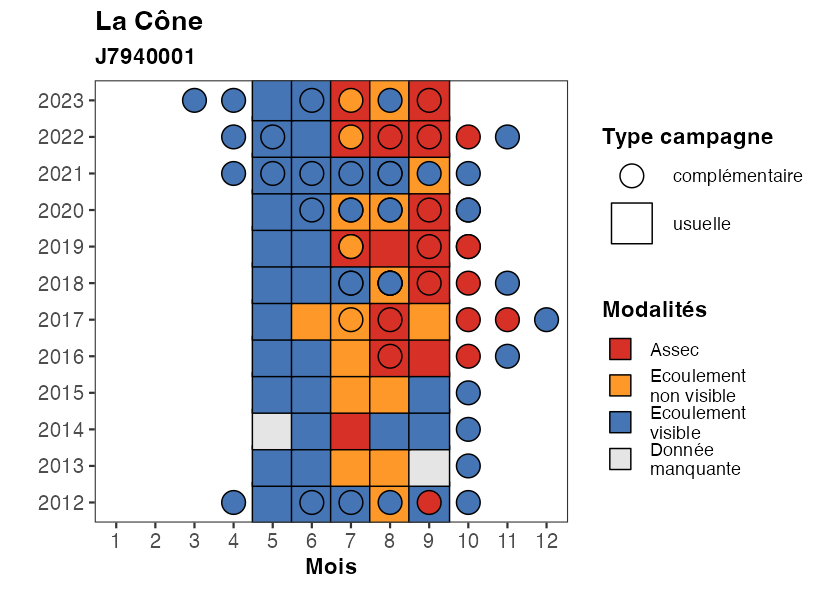 La Cône
J7940001
2023
2022
2021
2020
2019
2018
2017
2016
2015
2014
2013
2012
1 2 3 4 5 6 7 8 9 10 11 12
Mois
Type campagne
complémentaire
usuelle
Modalités
Assec
Ecoulement
non visible
Ecoulement
visible
Donnée
manquante